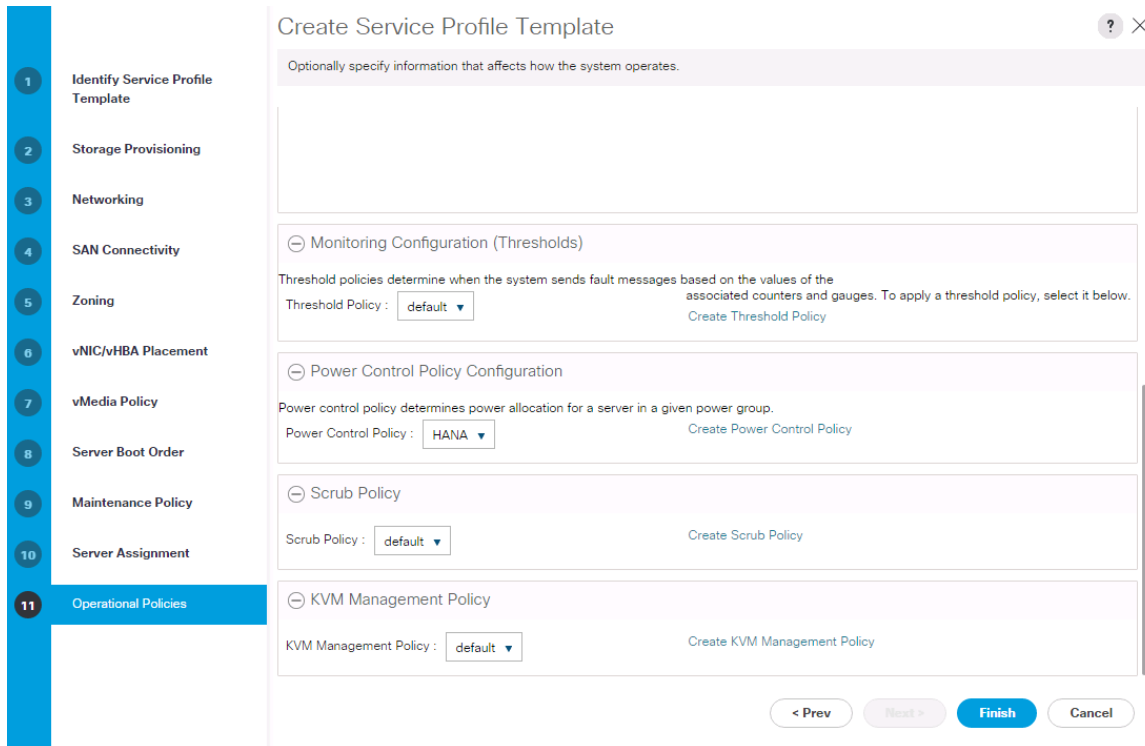 Create Service Profile Template
?
Optionally specify information that affects how the system operates.
1 Identify Service Profile
Template
2 Storage Provisioning
3 Networking
4 SAN Connectivity
5 Zoning
6 vNIC/vHBA Placement
7 vMedia Policy
8 Server Boot Order
9 Maintenance Policy
10 Server Assignment
11 Operational Policies
Monitoring Configuration (Thresholds)
Threshold policies determine when the system sends fault messages based on the values of the
associated counters and gauges. To apply a threshold policy, select it below.
Threshold Policy : default
Create Threshold Policy
Power Control Policy Configuration
Power control policy determines power allocation for a server in a given power group.
Power Control Policy : HANA
Create Power Control Policy
Scrub Policy
Scrub Policy : default
Create Scrub Policy
KVM Management Policy
KVM Management Policy : default
Create KVM Management Policy
< Prev
Next >
Finish
Cancel